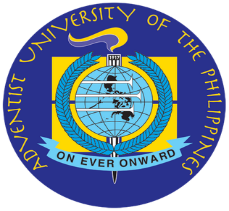 ADVENTIST UNIVERSITY OF THE PHILIPPINES
ON EVER ONWARD